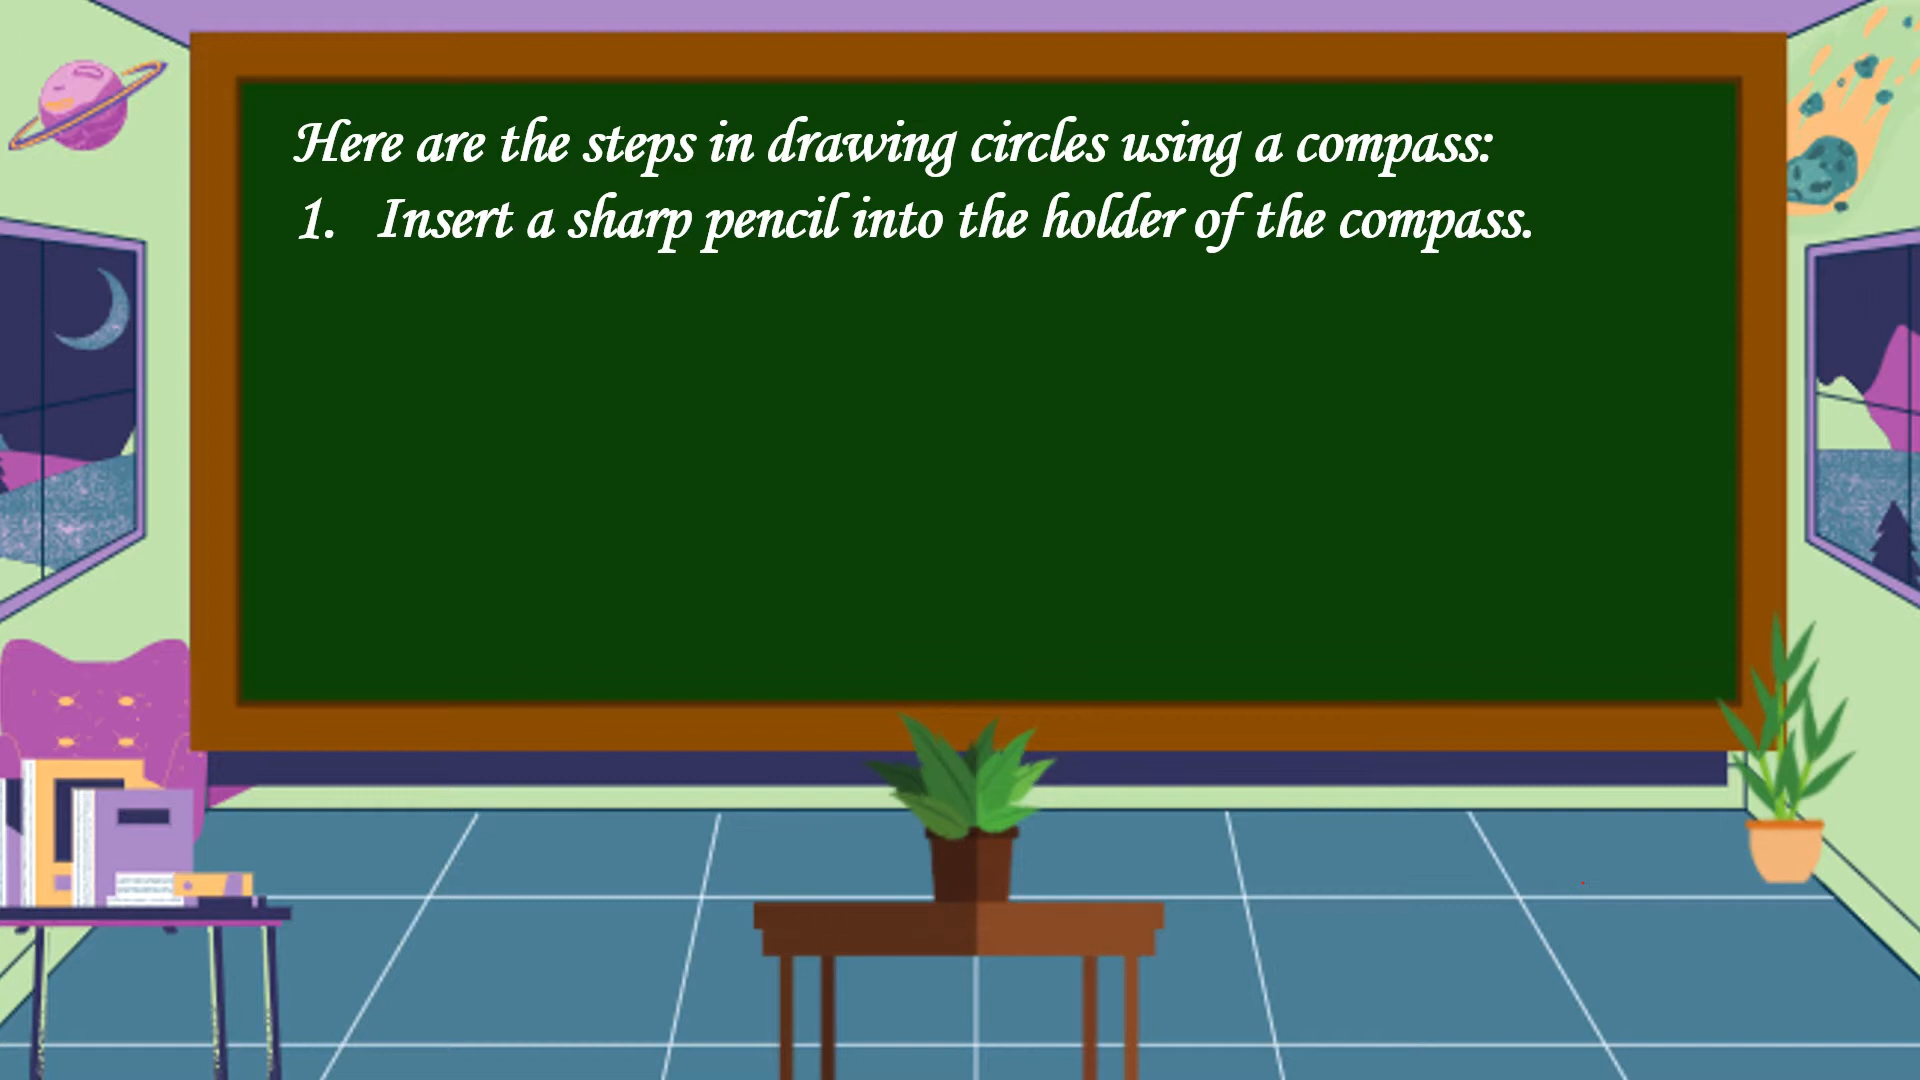 Here are the steps in drawing circles using a compass:
1. Insert a sharp pencil into the holder of the compass.